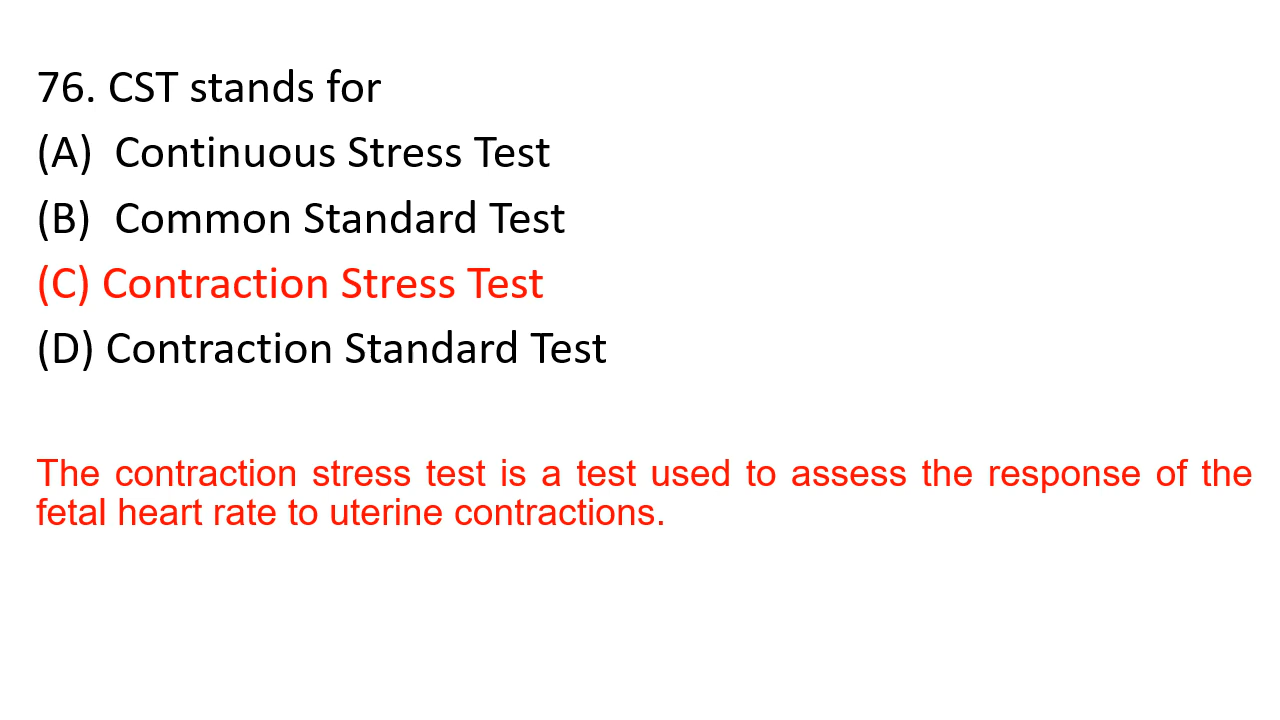 76. CST stands for
(A) Continuous Stress Test
(B) Common Standard Test
(C) Contraction Stress Test
(D) Contraction Standard Test
The contraction stress test is a test used to assess the response of the
fetal heart rate to uterine contractions.